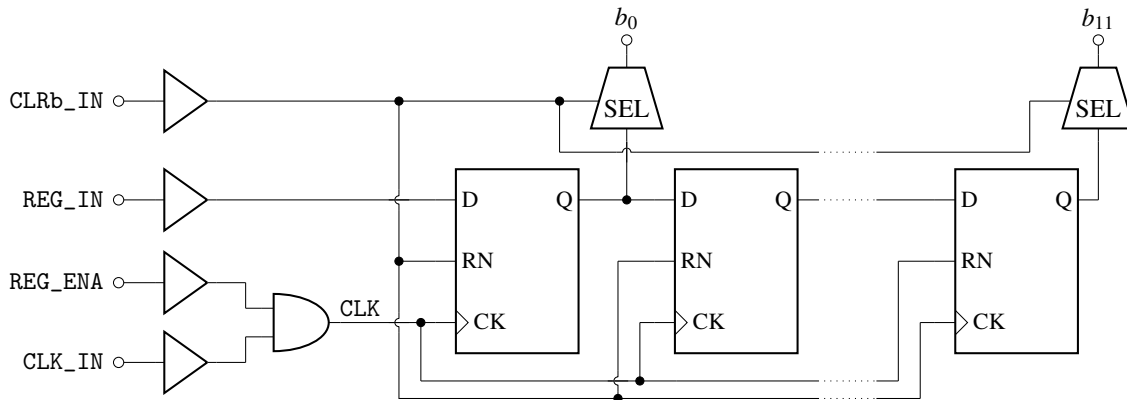 b0 b11
CLRb_IN SEL SEL
REG_IN D Q D Q D Q
REG_ENA RN RN RN
CLK
CK CK CK
CLK_IN